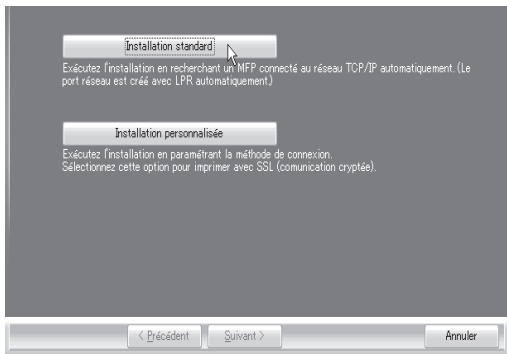 Installation standard
Exécutez l'installation en recherchant un MFP connecté au réseau TCP/IP automatiquement. (Le
port réseau est créé avec LPR automatiquement.)
Installation personnalisée
Exécutez l'installation en paramétrant la méthode de connexion.
Sélectionnez cette option pour imprimer avec SSL (comunication cryptée).
< Précédent
Suivant >
Annuler